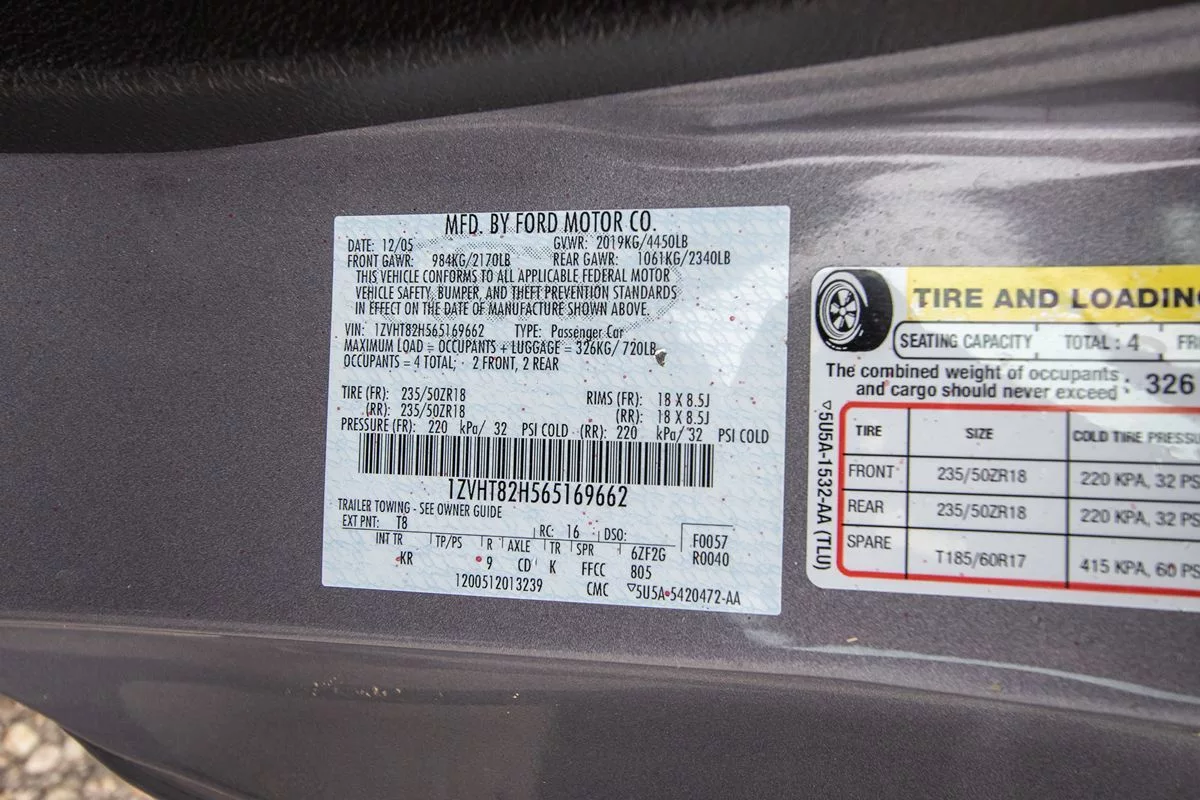 MFD. BY FORD MOTOR CO.
DATE: 12/05 GVWR: 2019KG/4450LB
FRONT GAWR: 984KG/2170LB REAR GAWR: 1061KG/2340LB
THIS VEHICLE CONFORMS TO ALL APPLICABLE FEDERAL MOTOR
VEHICLE SAFETY, BUMPER, AND THEFT PREVENTION STANDARDS
IN EFFECT ON THE DATE OF MANUFACTURE SHOWN ABOVE.
VIN: 1ZVHT82H565169662 TYPE: Passenger Car
MAXIMUM LOAD = OCCUPANTS + LUGGAGE = 326KG/ 720LB
OCCUPANTS = 4 TOTAL; 2 FRONT, 2 REAR
TIRE (FR): 235/50ZR18 RIMS (FR): 18 X 8.5J
(RR): 235/50ZR18 (RR): 18 X 8.5J
PRESSURE (FR): 220 kPa/ 32 PSI COLD (RR): 220 kPa/ 32 PSI COLD
1ZVHT82H565169662
TRAILER TOWING - SEE OWNER GUIDE
EXT PNT: T8 RC: 16 DSO: F0057
INT TR TP/PS R AXLE TR SPR 6ZF2G R0040
KR 9 CD K FFCC 805
1200512013239 CMC ▽5U5A-5420472-AA
TIRE AND LOADIN
SEATING CAPACITY TOTAL : 4 FR
The combined weight of occupants
and cargo should never exceed : 326
TIRE SIZE COLD TIRE PRESS
FRONT 235/50ZR18 220 KPA, 32 PS
REAR 235/50ZR18 220 KPA, 32 PS
SPARE T185/60R17 415 KPA, 60 PS
▽5U5A-1532-AA (TLU)